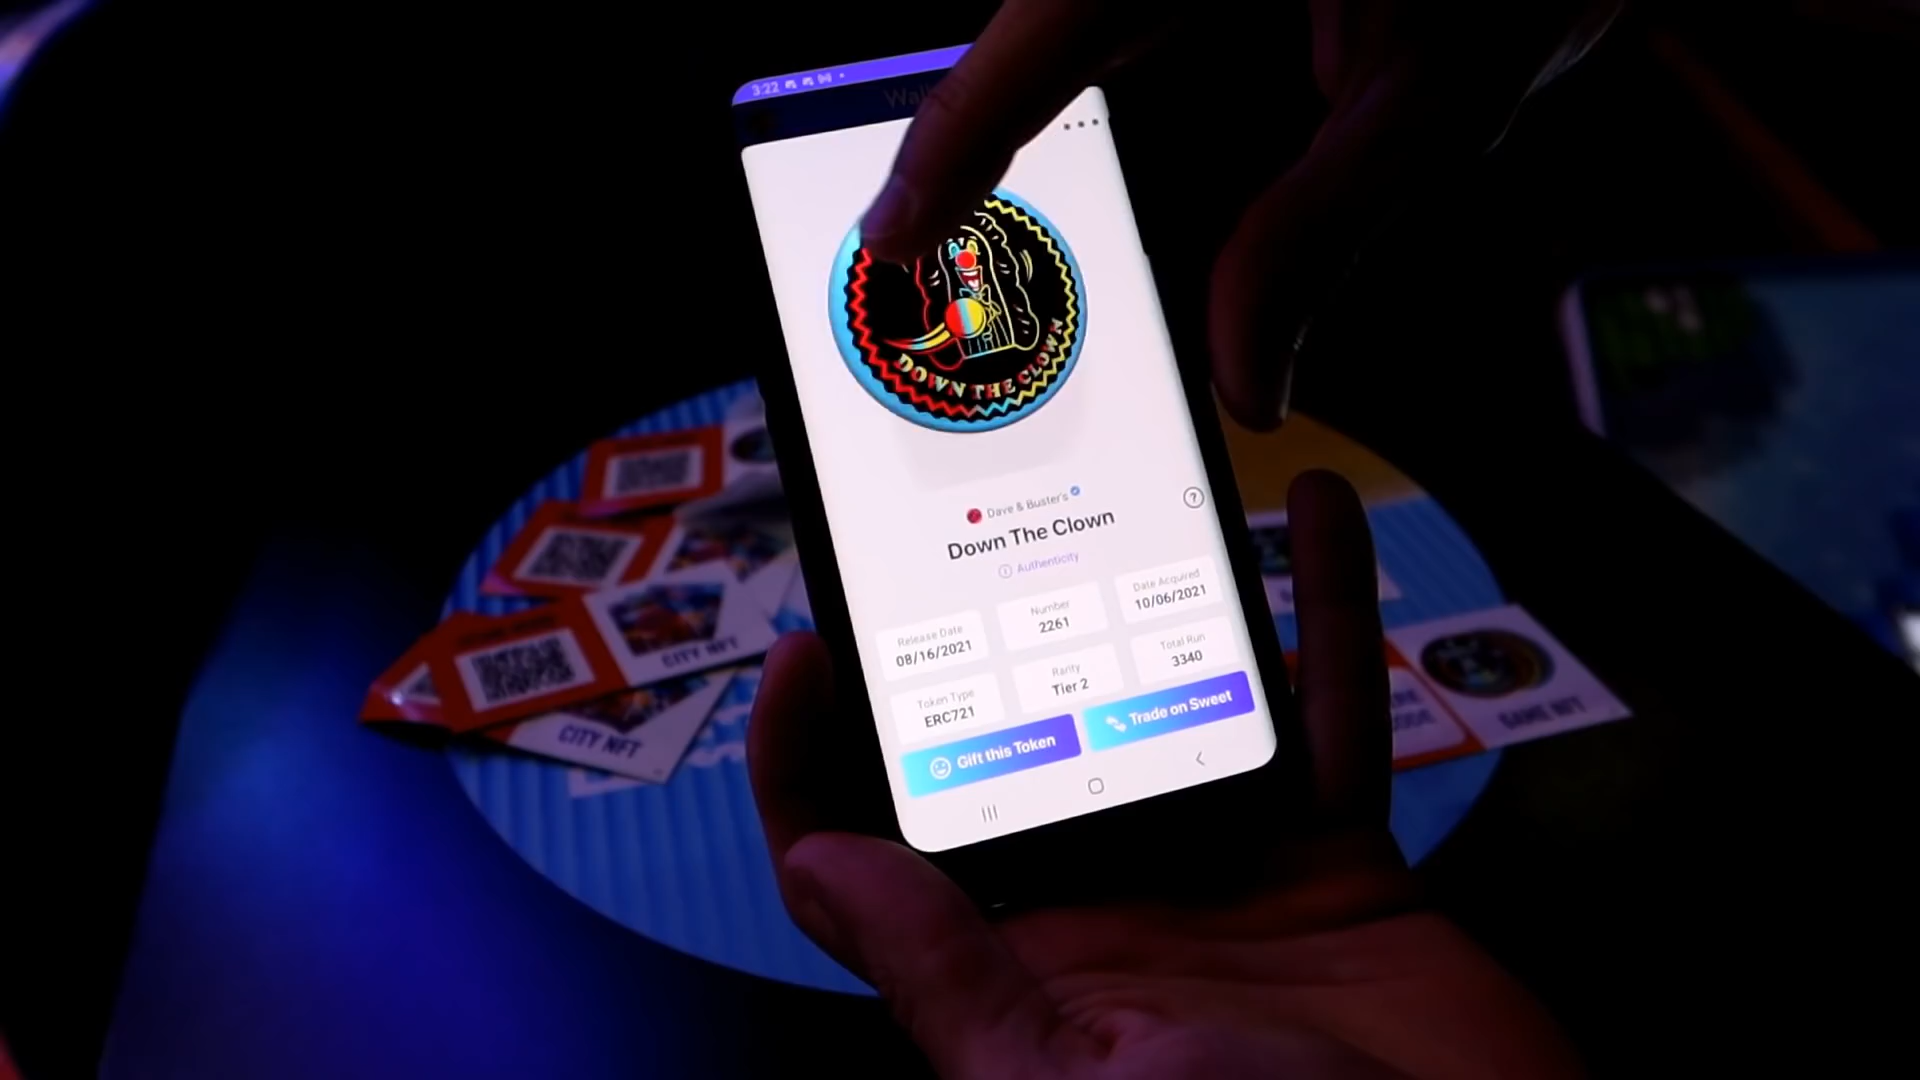 3:22
DOWN THE CLOWN
Dave & Buster's
Down The Clown
Authenticity
Release Date
08/16/2021
Number
2261
Date Acquired
10/06/2021
Token Type
ERC721
Rarity
Tier 2
Total Run
3340
Gift this Token
Trade on Sweet
CITY NFT
CITY NFT
GAME NFT